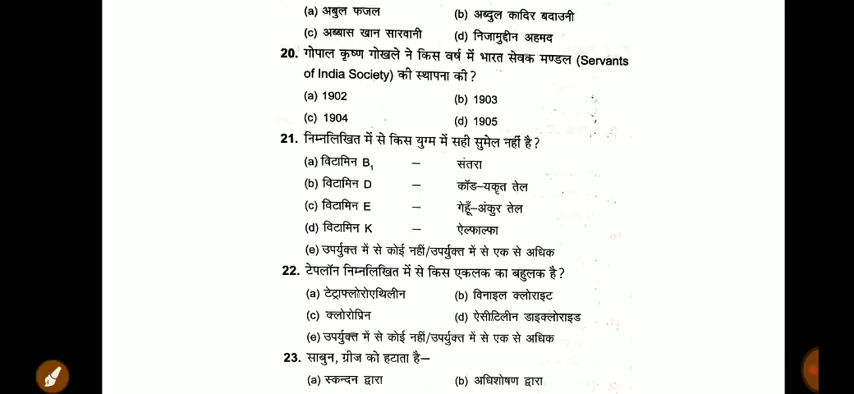 (a) अबुल फजल (b) अब्दुल कादिर बदाउनी
(c) अब्बास खान सारवानी (d) निजामुद्दीन अहमद
20. गोपाल कृष्ण गोखले ने किस वर्ष में भारत सेवक मण्डल (Servants
of India Society) की स्थापना की?
(a) 1902 (b) 1903
(c) 1904 (d) 1905
21. निम्नलिखित में से किस युग्म में सही सुमेल नहीं है?
(a) विटामिन B₁ – संतरा
(b) विटामिन D – कॉड–यकृत तेल
(c) विटामिन E – गेहूँ–अंकुर तेल
(d) विटामिन K – ऐल्फाल्फा
(e) उपर्युक्त में से कोई नहीं/उपर्युक्त में से एक से अधिक
22. टेफ्लॉन निम्नलिखित में से किस एकलक का बहुलक है?
(a) टेट्राफ्लोरोएथिलीन (b) विनाइल क्लोराइट
(c) क्लोरोप्रिन (d) ऐसीटिलीन डाइक्लोराइड
(e) उपर्युक्त में से कोई नहीं/उपर्युक्त में से एक से अधिक
23. साबुन, ग्रीज को हटाता है–
(a) स्कन्दन द्वारा (b) अधिशोषण द्वारा